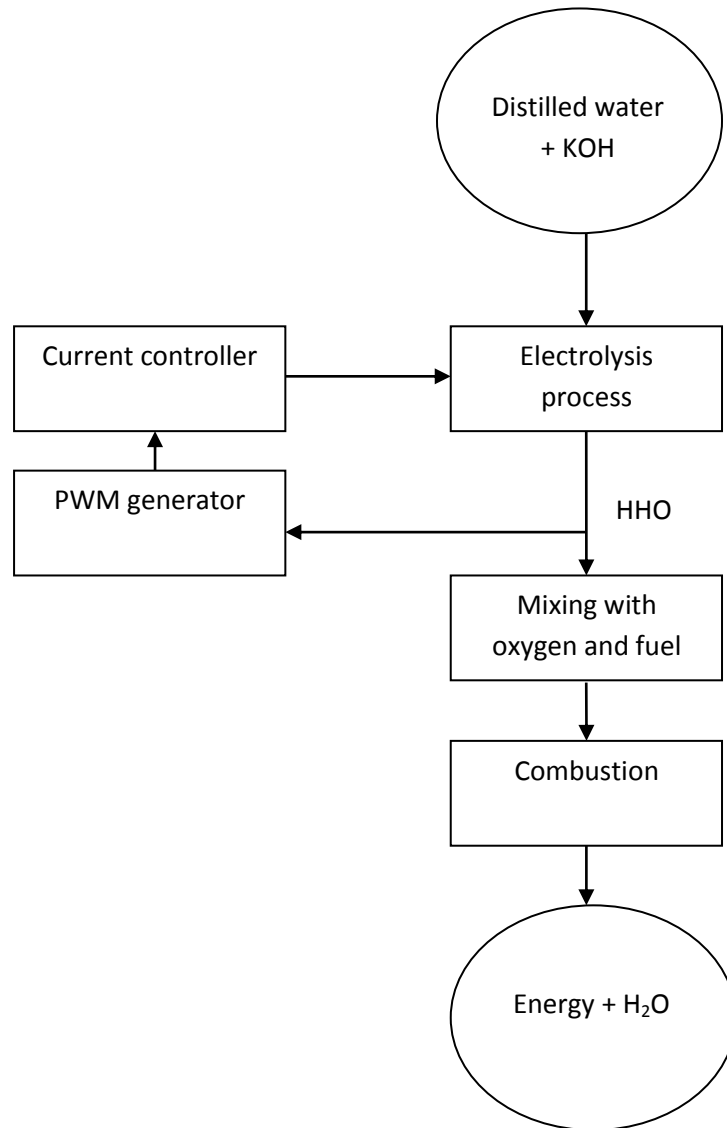 Distilled water
+ KOH
Current controller
Electrolysis
process
PWM generator
HHO
Mixing with
oxygen and fuel
Combustion
Energy + H₂O